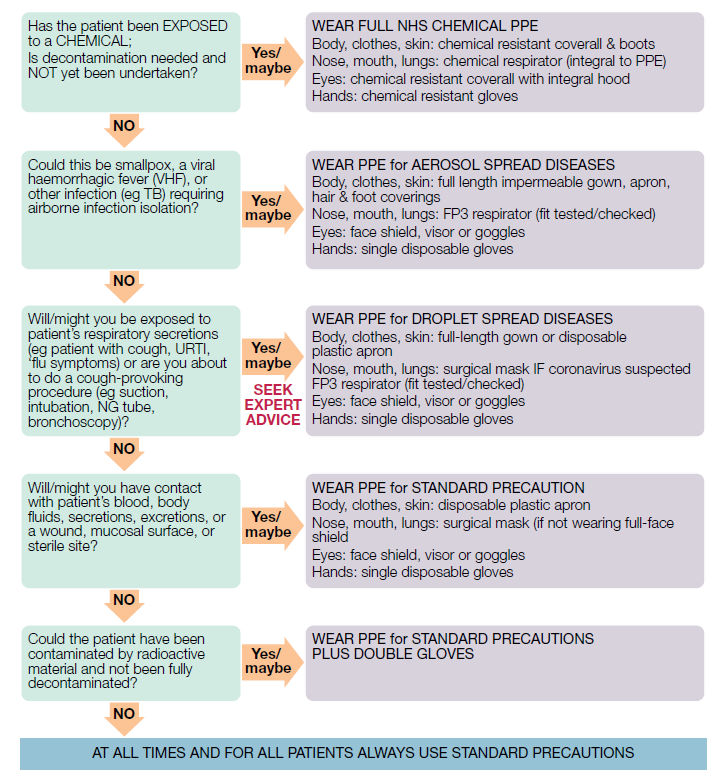 Has the patient been EXPOSED
to a CHEMICAL;
Is decontamination needed and
NOT yet been undertaken?
Yes/
maybe
WEAR FULL NHS CHEMICAL PPE
Body, clothes, skin: chemical resistant coverall & boots
Nose, mouth, lungs: chemical respirator (integral to PPE)
Eyes: chemical resistant coverall with integral hood
Hands: chemical resistant gloves
NO
Could this be smallpox, a viral
haemorrhagic fever (VHF), or
other infection (eg TB) requiring
airborne infection isolation?
Yes/
maybe
WEAR PPE for AEROSOL SPREAD DISEASES
Body, clothes, skin: full length impermeable gown, apron,
hair & foot coverings
Nose, mouth, lungs: FP3 respirator (fit tested/checked)
Eyes: face shield, visor or goggles
Hands: single disposable gloves
NO
Will/might you be exposed to
patient's respiratory secretions
(eg patient with cough, URTI,
'flu symptoms) or are you about
to do a cough-provoking
procedure (eg suction,
intubation, NG tube,
bronchoscopy)?
Yes/
maybe
SEEK
EXPERT
ADVICE
WEAR PPE for DROPLET SPREAD DISEASES
Body, clothes, skin: full-length gown or disposable
plastic apron
Nose, mouth, lungs: surgical mask IF coronavirus suspected
FP3 respirator (fit tested/checked)
Eyes: face shield, visor or goggles
Hands: single disposable gloves
NO
Will/might you have contact
with patient's blood, body
fluids, secretions, excretions, or
a wound, mucosal surface, or
sterile site?
Yes/
maybe
WEAR PPE for STANDARD PRECAUTION
Body, clothes, skin: disposable plastic apron
Nose, mouth, lungs: surgical mask (if not wearing full-face
shield
Eyes: face shield, visor or goggles
Hands: single disposable gloves
NO
Could the patient have been
contaminated by radioactive
material and not been fully
decontaminated?
Yes/
maybe
WEAR PPE for STANDARD PRECAUTIONS
PLUS DOUBLE GLOVES
NO
AT ALL TIMES AND FOR ALL PATIENTS ALWAYS USE STANDARD PRECAUTIONS